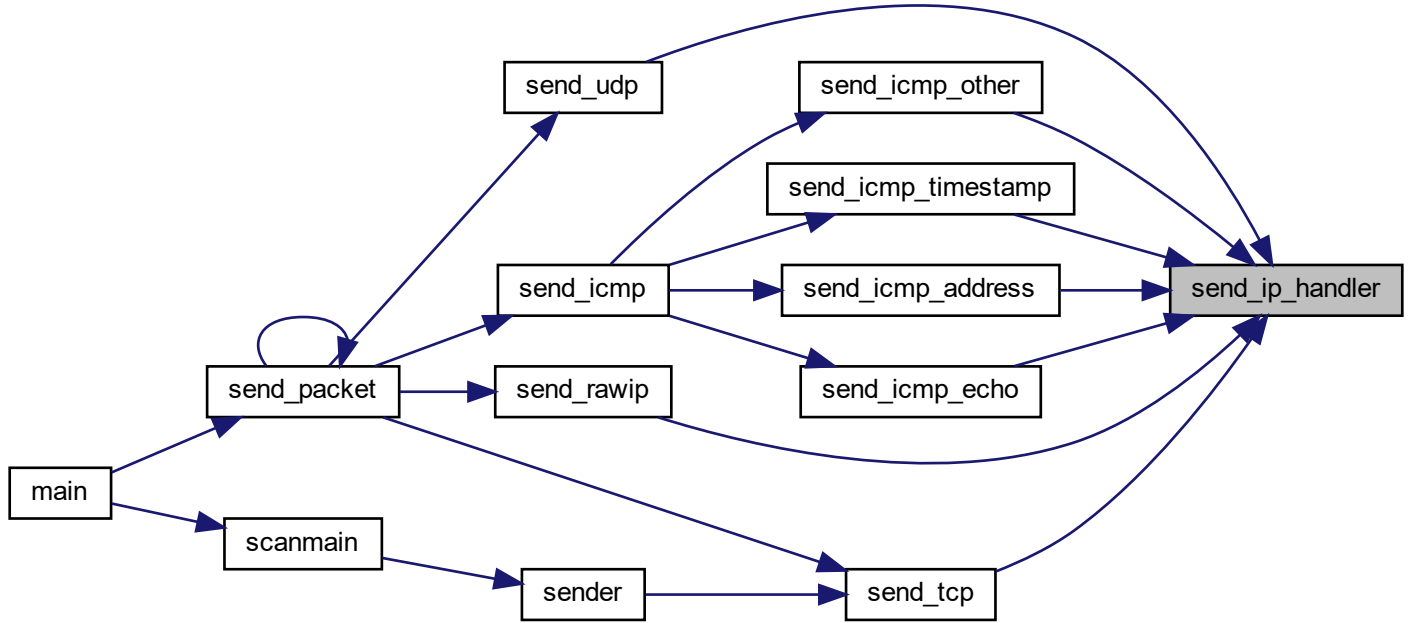 send_udp
send_icmp_other
send_icmp_timestamp
send_icmp
send_icmp_address
send_ip_handler
send_packet
send_rawip
send_icmp_echo
main
scanmain
sender
send_tcp